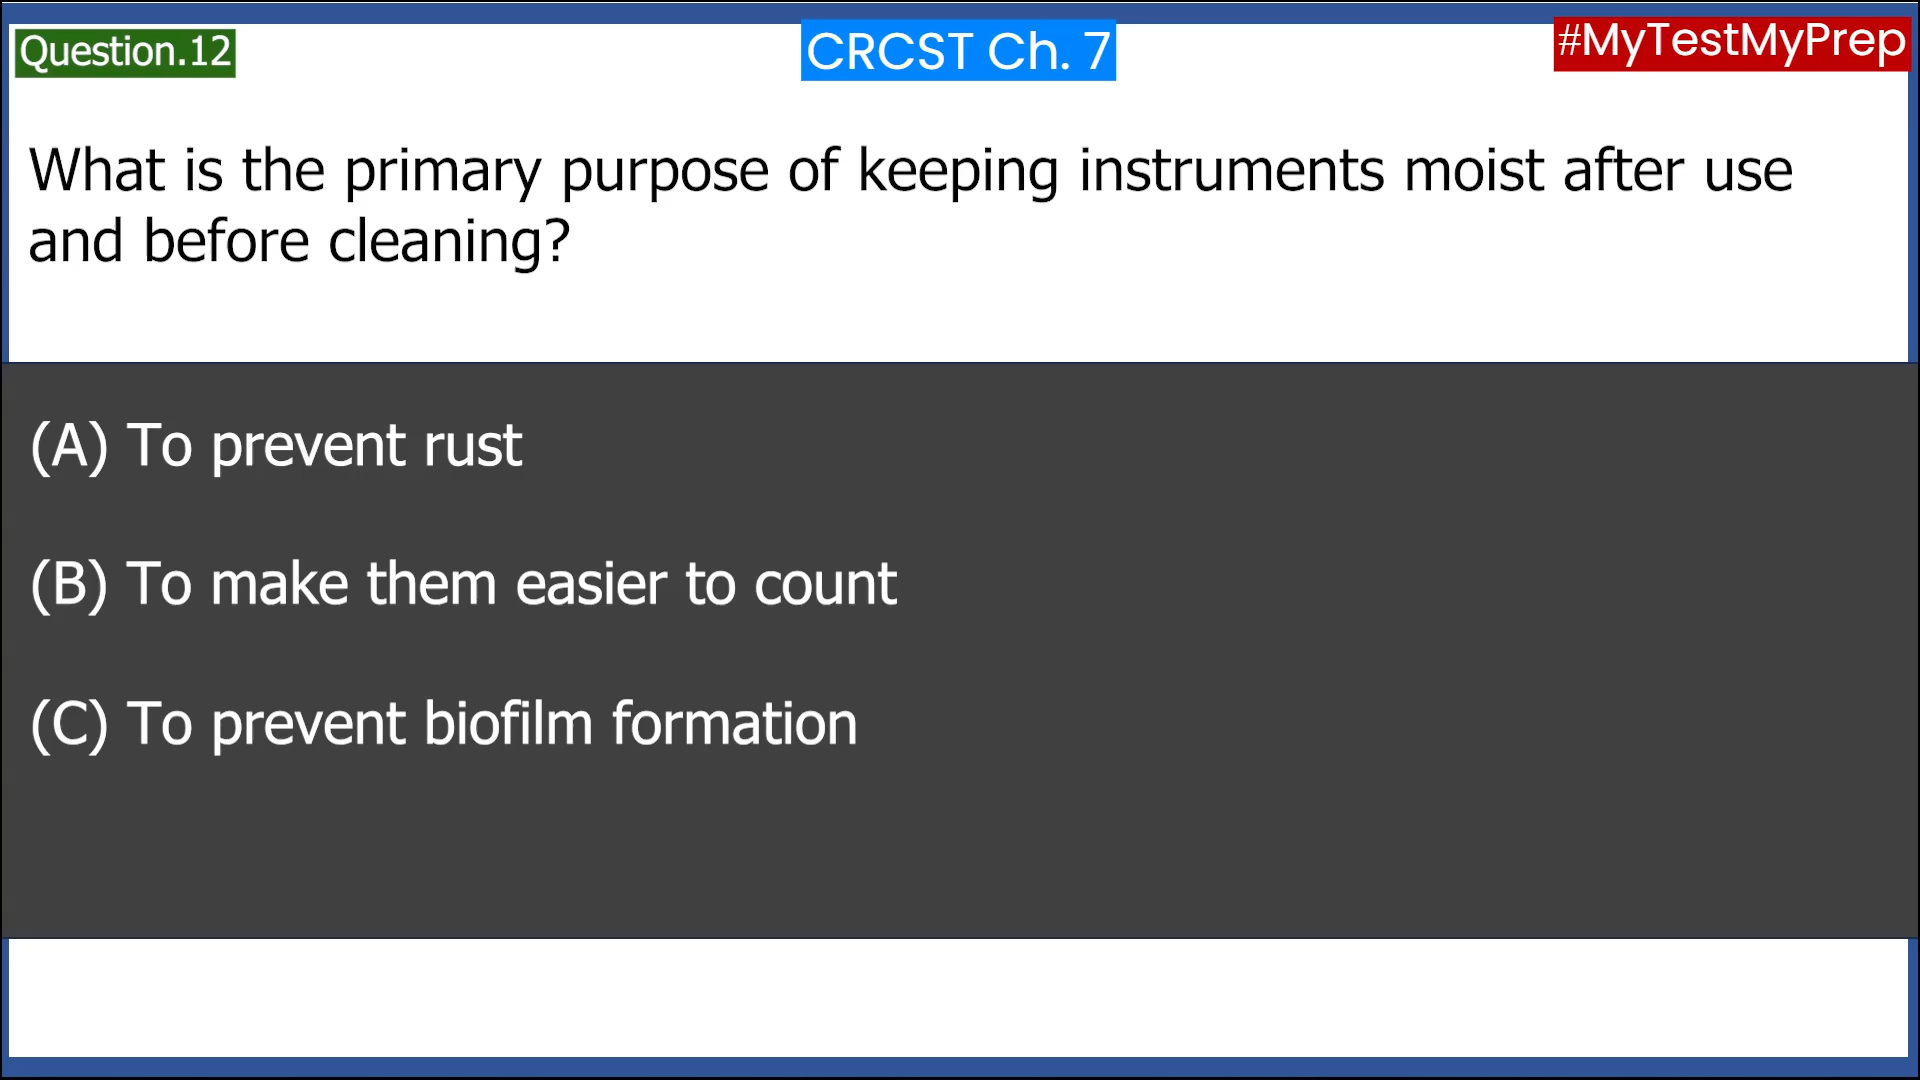 Question.12
CRCST Ch. 7
#MyTestMyPrep
What is the primary purpose of keeping instruments moist after use
and before cleaning?
(A) To prevent rust
(B) To make them easier to count
(C) To prevent biofilm formation